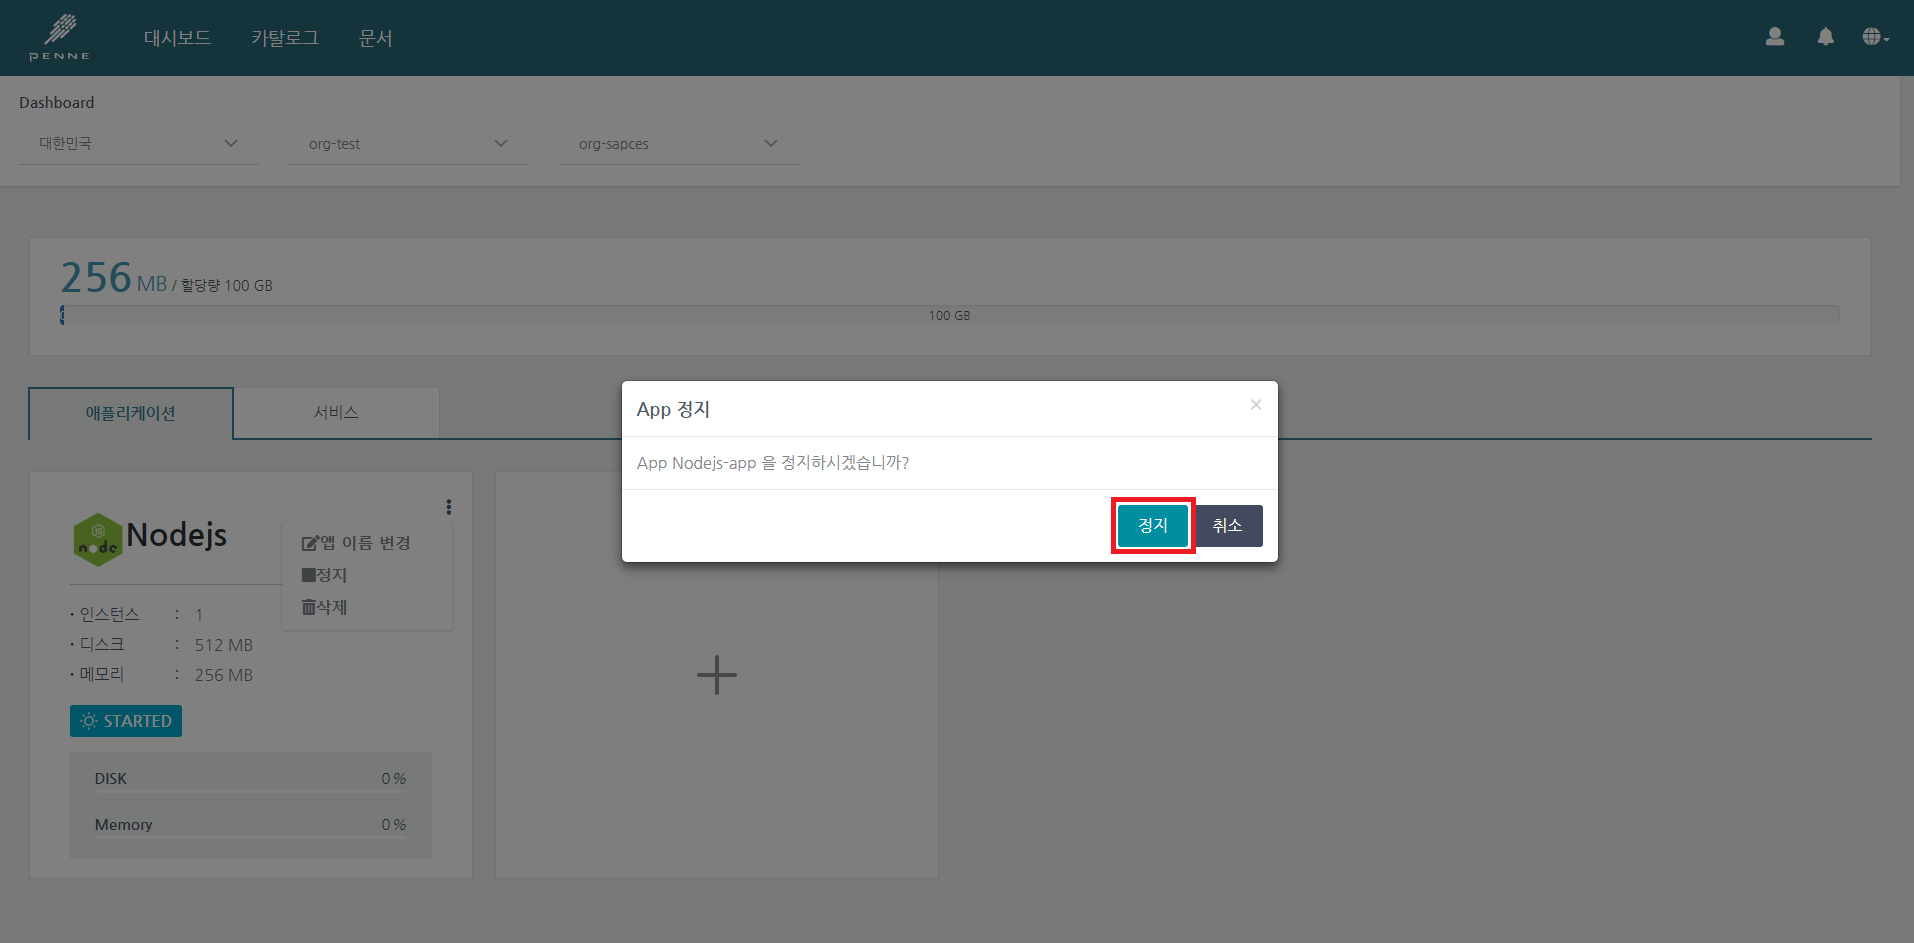 PENNE
대시보드 카탈로그 문서
Dashboard
대한민국 org-test org-sapces
256 MB / 할당량 100 GB
100 GB
애플리케이션 서비스
App 정지
×
App Nodejs-app 을 정지하시겠습니까?
정지 취소
node
JS
Nodejs
앱 이름 변경
정지
삭제
· 인스턴스 : 1
· 디스크 : 512 MB
· 메모리 : 256 MB
STARTED
DISK 0 %
Memory 0 %